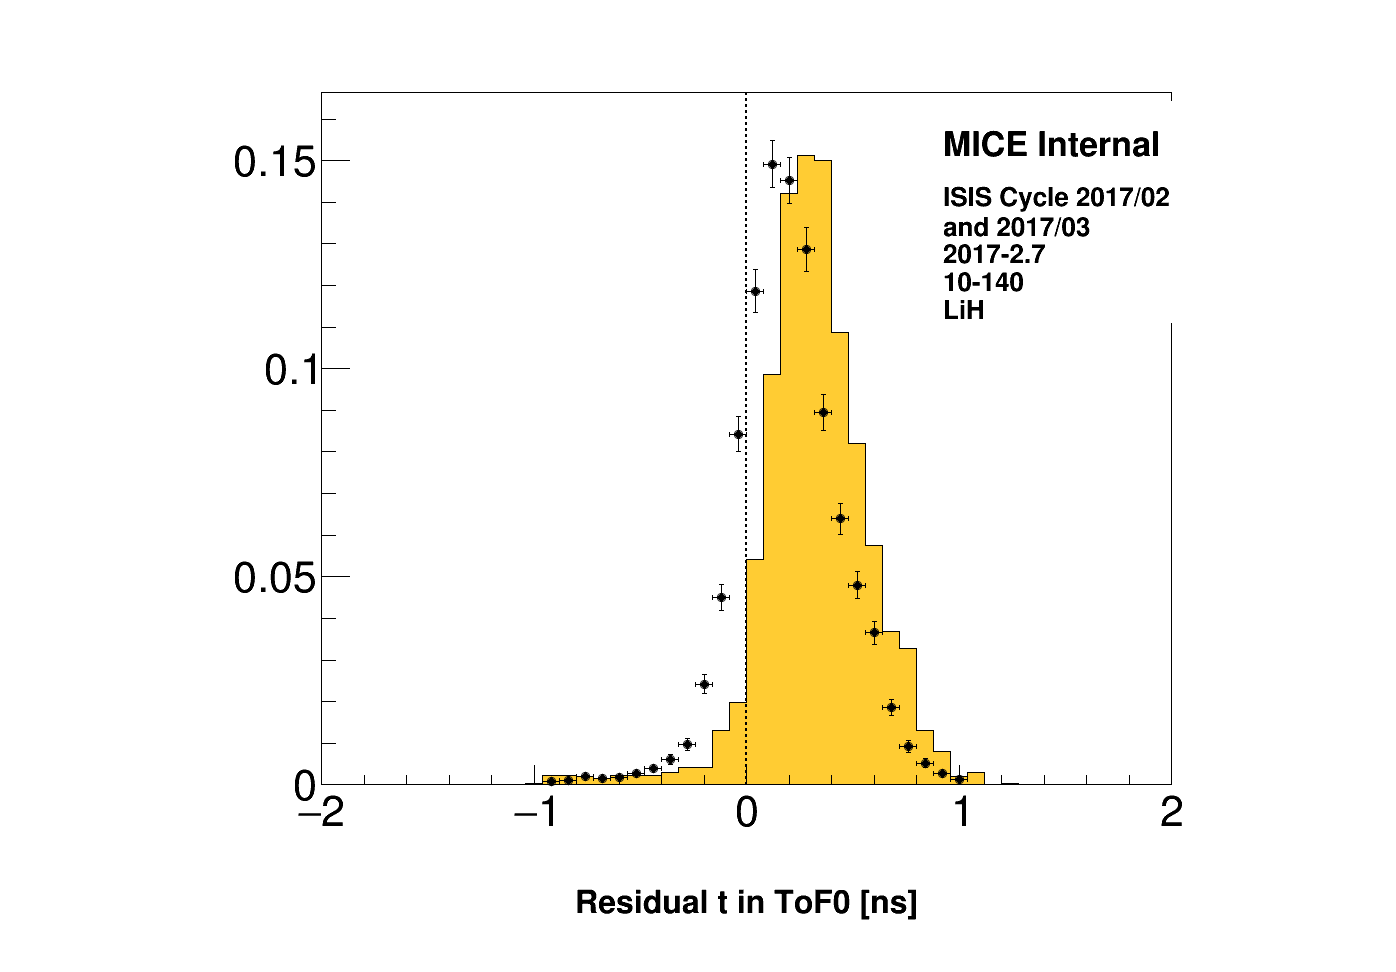 MICE Internal
ISIS Cycle 2017/02
and 2017/03
2017-2.7
10-140
LiH
0.15
0.1
0.05
0
−2 −1 0 1 2
Residual t in ToF0 [ns]